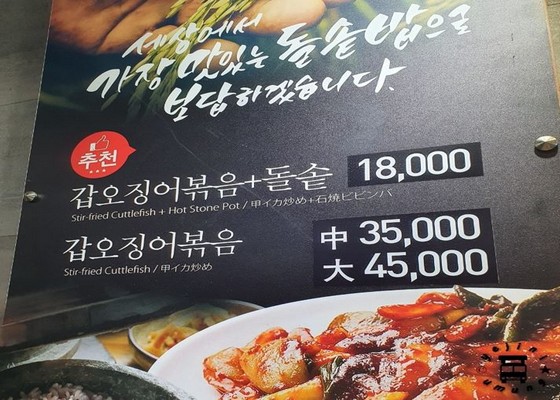 세상에서
가장 맛있는 돌솥밥으로
보답하겠습니다.
추천
갑오징어볶음+돌솥 18,000
Stir-fried Cuttlefish + Hot Stone Pot / 甲イカ炒め+石焼ビビンバ
갑오징어볶음 中 35,000
Stir-fried Cuttlefish / 甲イカ炒め 大 45,000